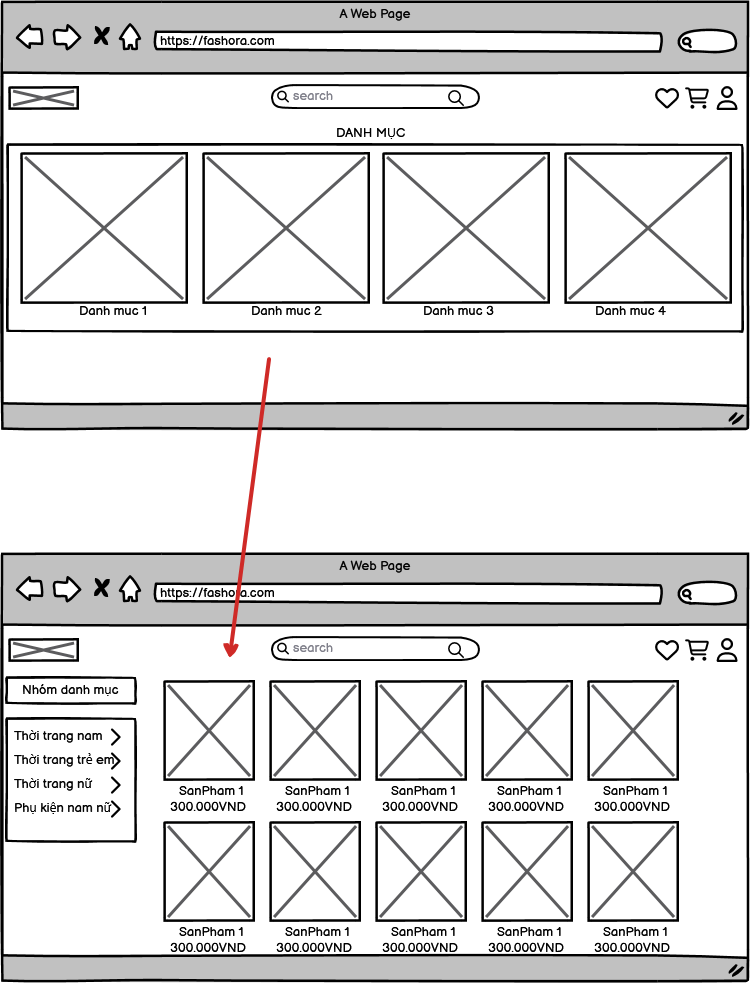 A Web Page
https://fashora.com
search
DANH MỤC
Danh muc 1 Danh muc 2 Danh muc 3 Danh muc 4
A Web Page
https://fashora.com
search
Nhóm danh mục
Thời trang nam
Thời trang trẻ em
Thời trang nữ
Phụ kiện nam nữ
SanPham 1 SanPham 1 SanPham 1 SanPham 1 SanPham 1
300.000VND 300.000VND 300.000VND 300.000VND 300.000VND
SanPham 1 SanPham 1 SanPham 1 SanPham 1 SanPham 1
300.000VND 300.000VND 300.000VND 300.000VND 300.000VND